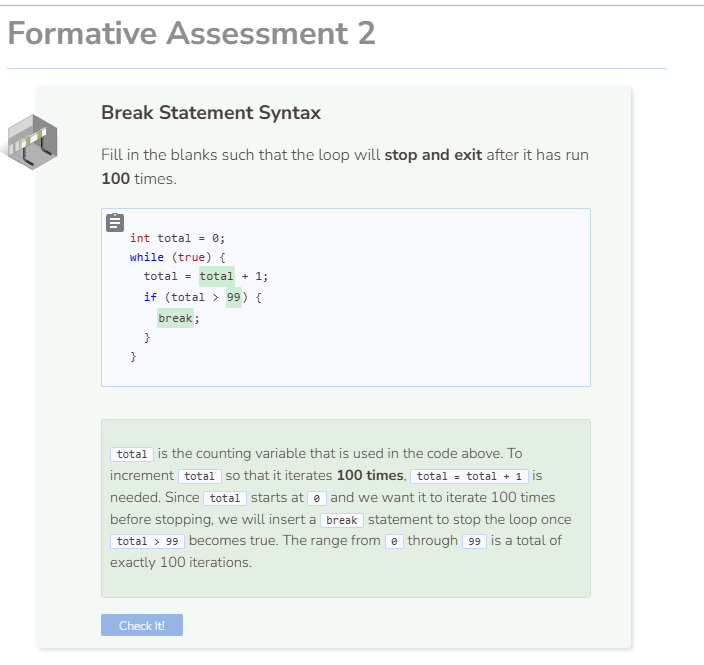 Formative Assessment 2
Break Statement Syntax
Fill in the blanks such that the loop will stop and exit after it has run
100 times.
int total = 0;
while (true) {
  total = total + 1;
  if (total > 99) {
    break;
  }
}
total is the counting variable that is used in the code above. To
increment total so that it iterates 100 times, total = total + 1 is
needed. Since total starts at 0 and we want it to iterate 100 times
before stopping, we will insert a break statement to stop the loop once
total > 99 becomes true. The range from 0 through 99 is a total of
exactly 100 iterations.
Check It!